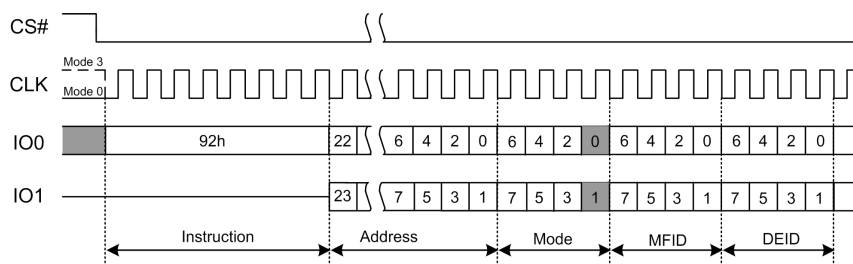 CS#
Mode 3
CLK
Mode 0
IO0 92h 22 6 4 2 0 6 4 2 0 6 4 2 0 6 4 2 0
IO1 23 7 5 3 1 7 5 3 1 7 5 3 1 7 5 3 1
Instruction Address Mode MFID DEID